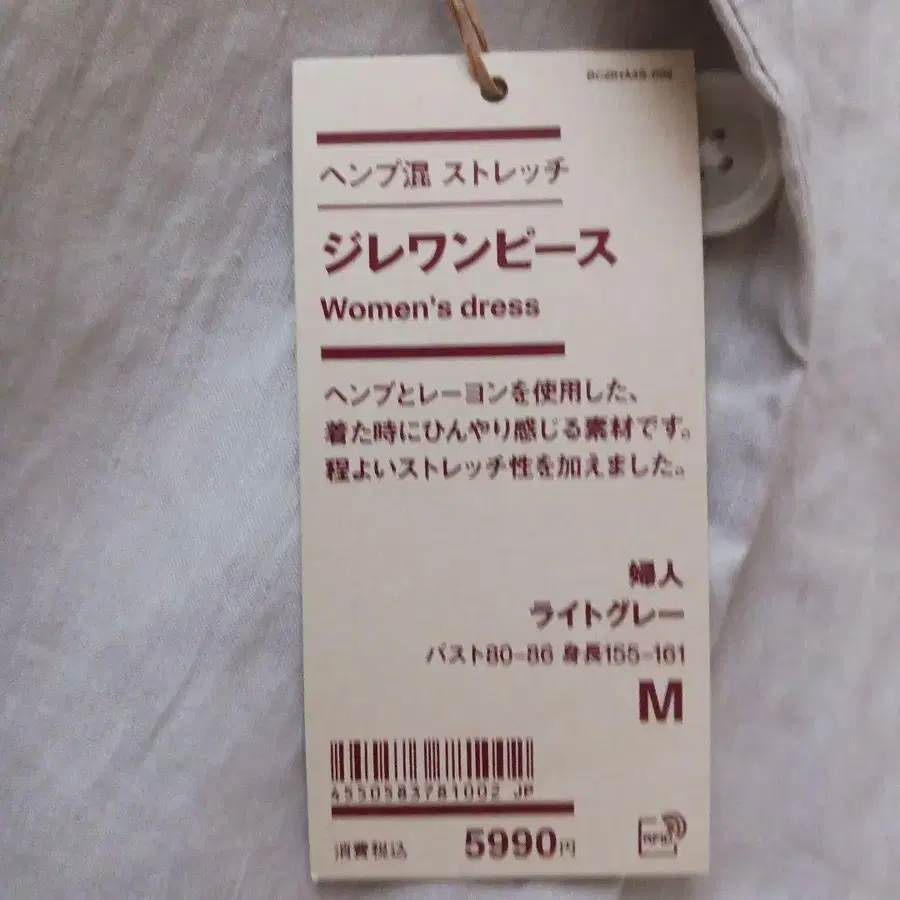 ヘンプ混 ストレッチ
ジレワンピース
Women's dress
ヘンプとレーヨンを使用した、
着た時にひんやり感じる素材です。
程よいストレッチ性を加えました。
婦人
ライトグレー
バスト80-86 身長155-161
M
4550583781002 JP
消費税込 5990円
RFID